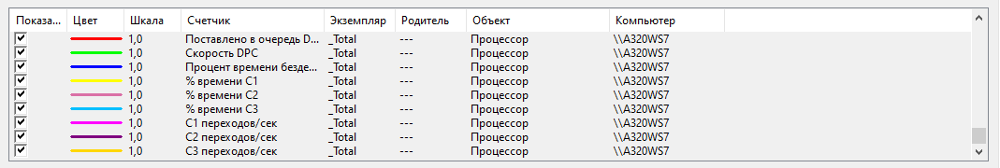 Показа... Цвет Шкала Счетчик Экземпляр Родитель Объект Компьютер
1,0 Поставлено в очередь D... _Total --- Процессор \\A320WS7
1,0 Скорость DPC _Total --- Процессор \\A320WS7
1,0 Процент времени безде... _Total --- Процессор \\A320WS7
1,0 % времени C1 _Total --- Процессор \\A320WS7
1,0 % времени C2 _Total --- Процессор \\A320WS7
1,0 % времени C3 _Total --- Процессор \\A320WS7
1,0 C1 переходов/сек _Total --- Процессор \\A320WS7
1,0 C2 переходов/сек _Total --- Процессор \\A320WS7
1,0 C3 переходов/сек _Total --- Процессор \\A320WS7